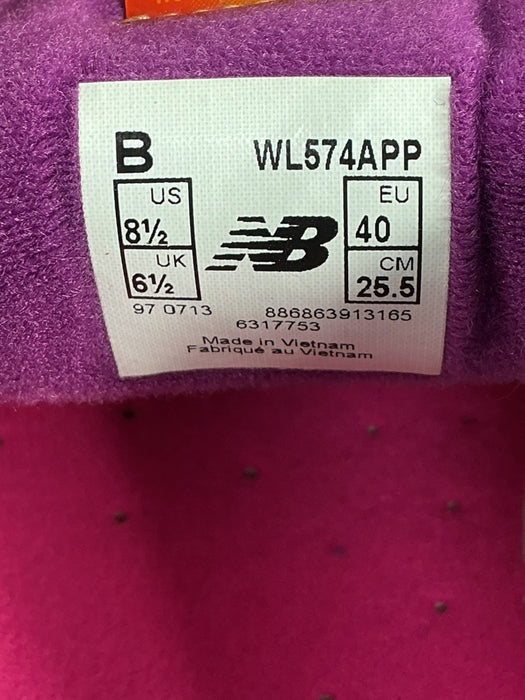 B WL574APP
US
8½
UK
6½
NB
EU
40
CM
25.5
97 0713 886863913165
6317753
Made in Vietnam
Fabriqué au Vietnam